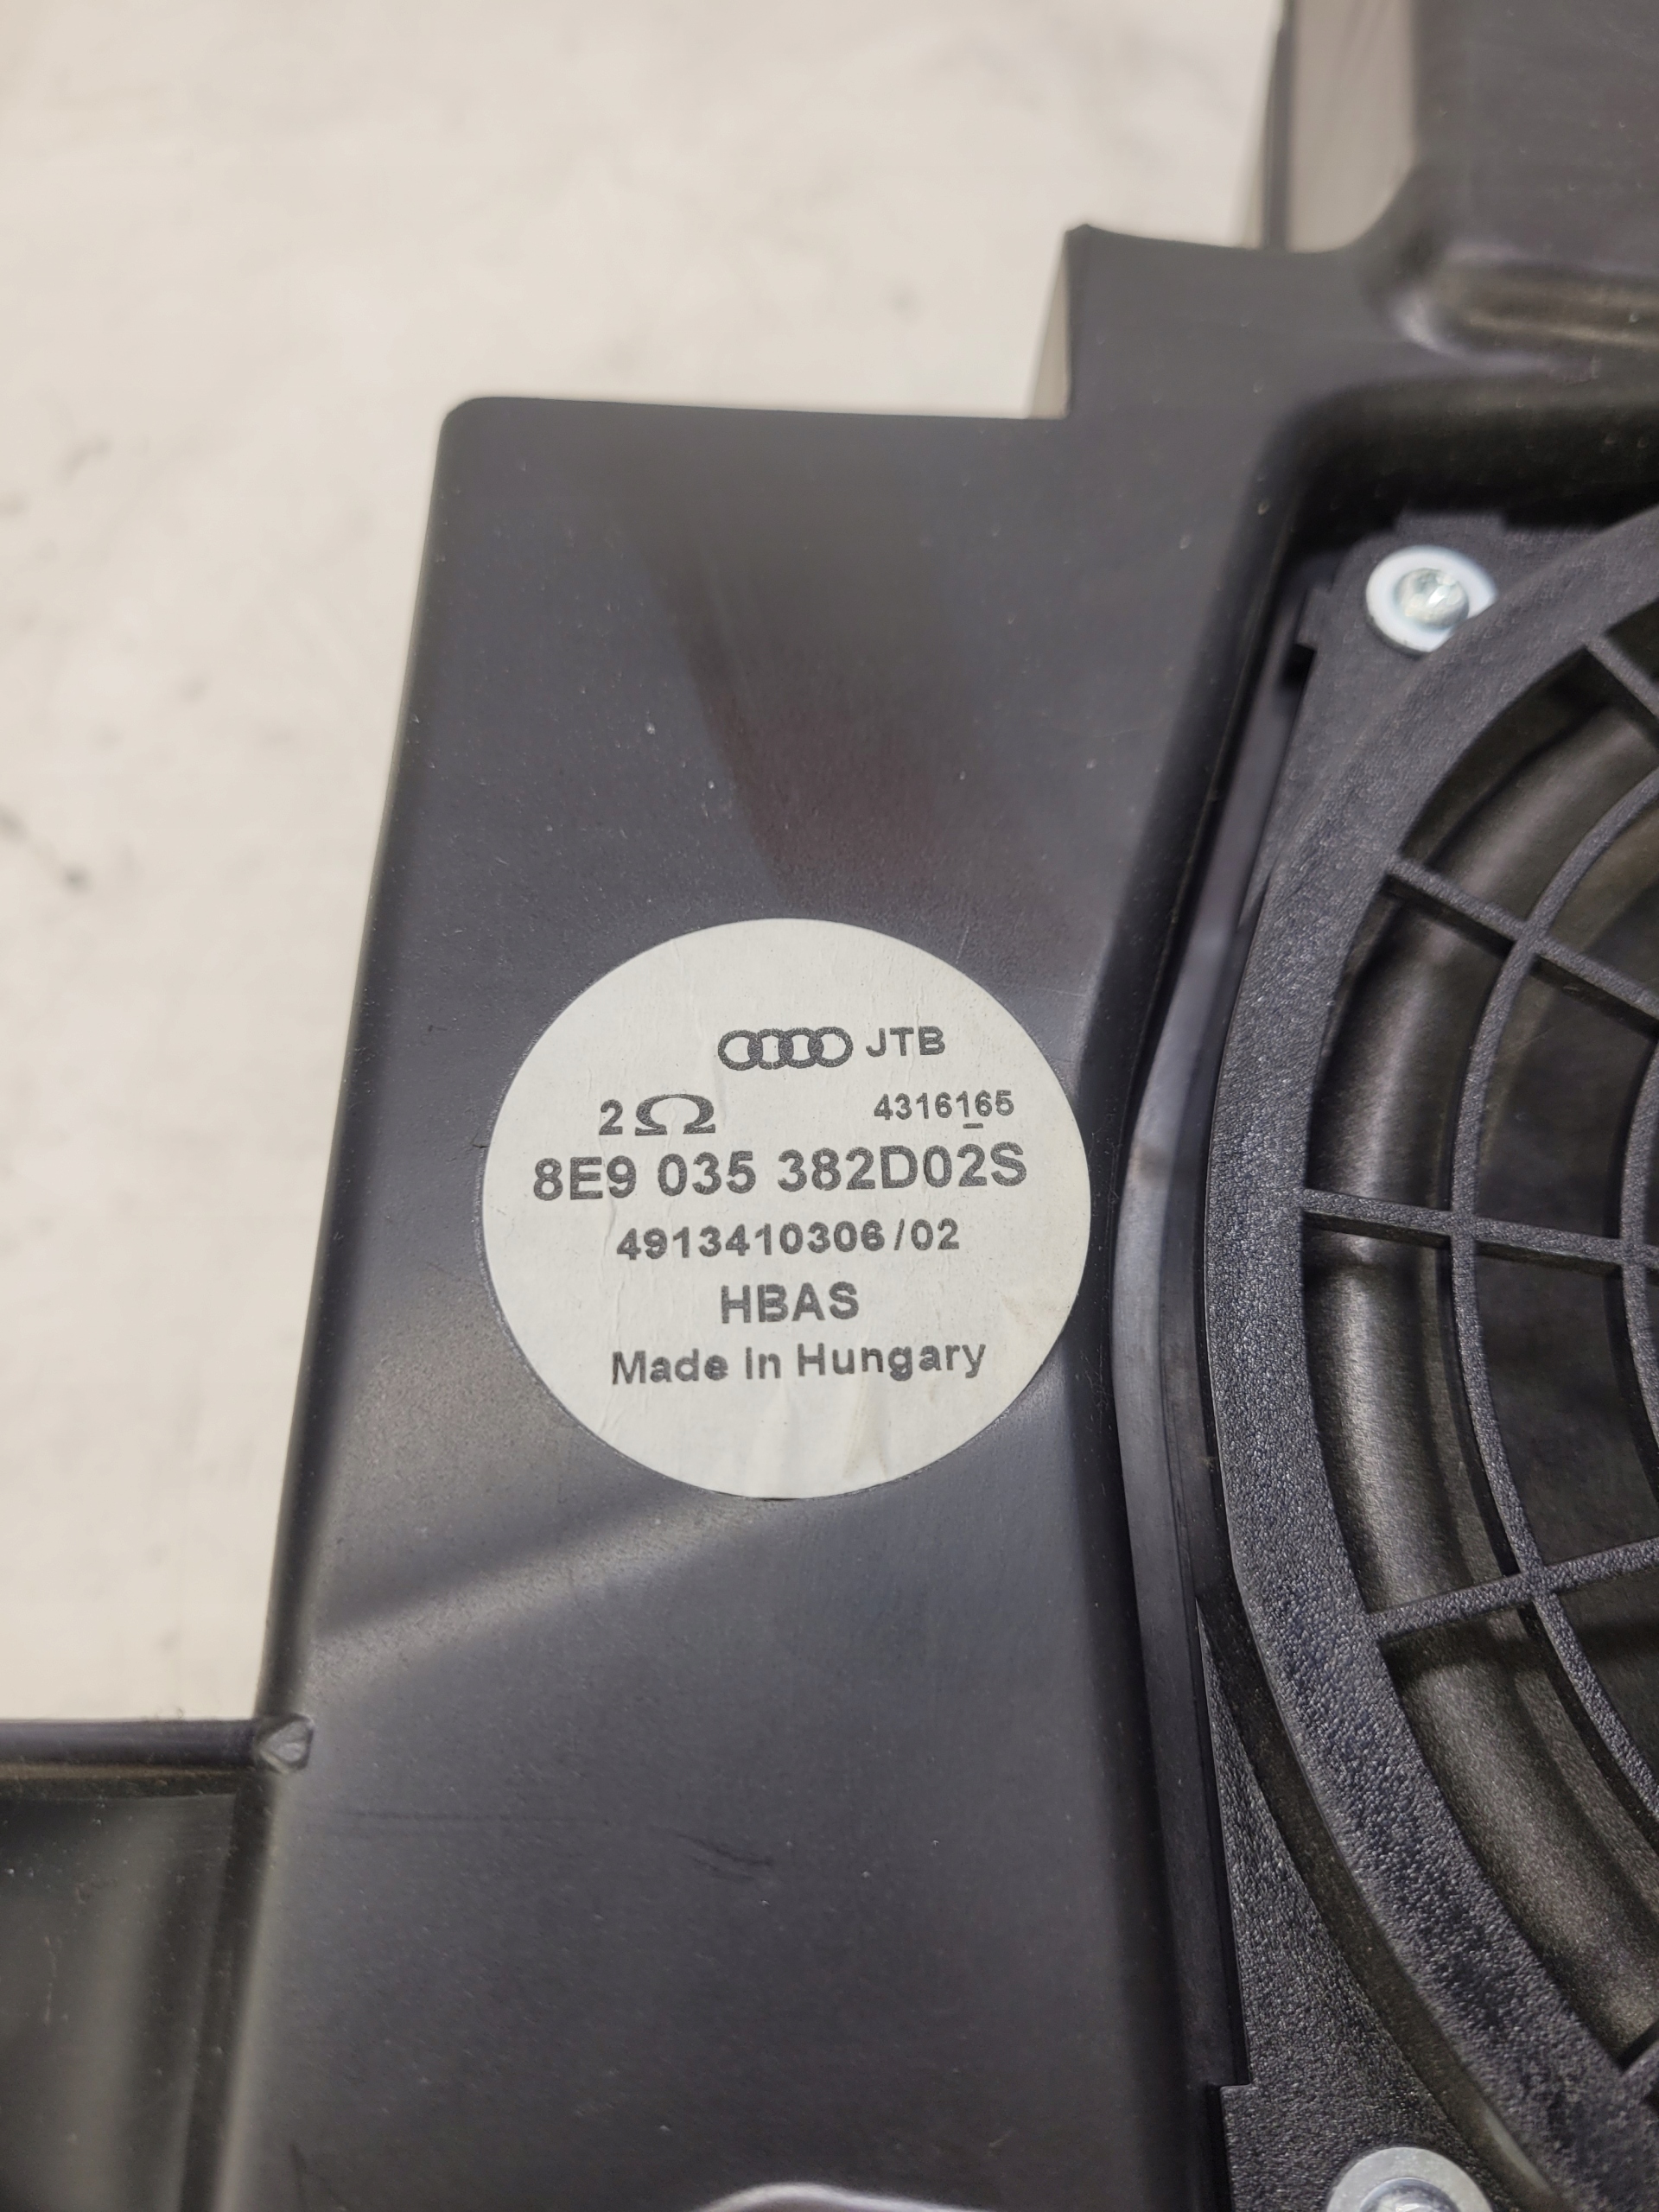 JTB
2Ω 4316165
8E9 035 382D02S
4913410306/02
HBAS
Made In Hungary